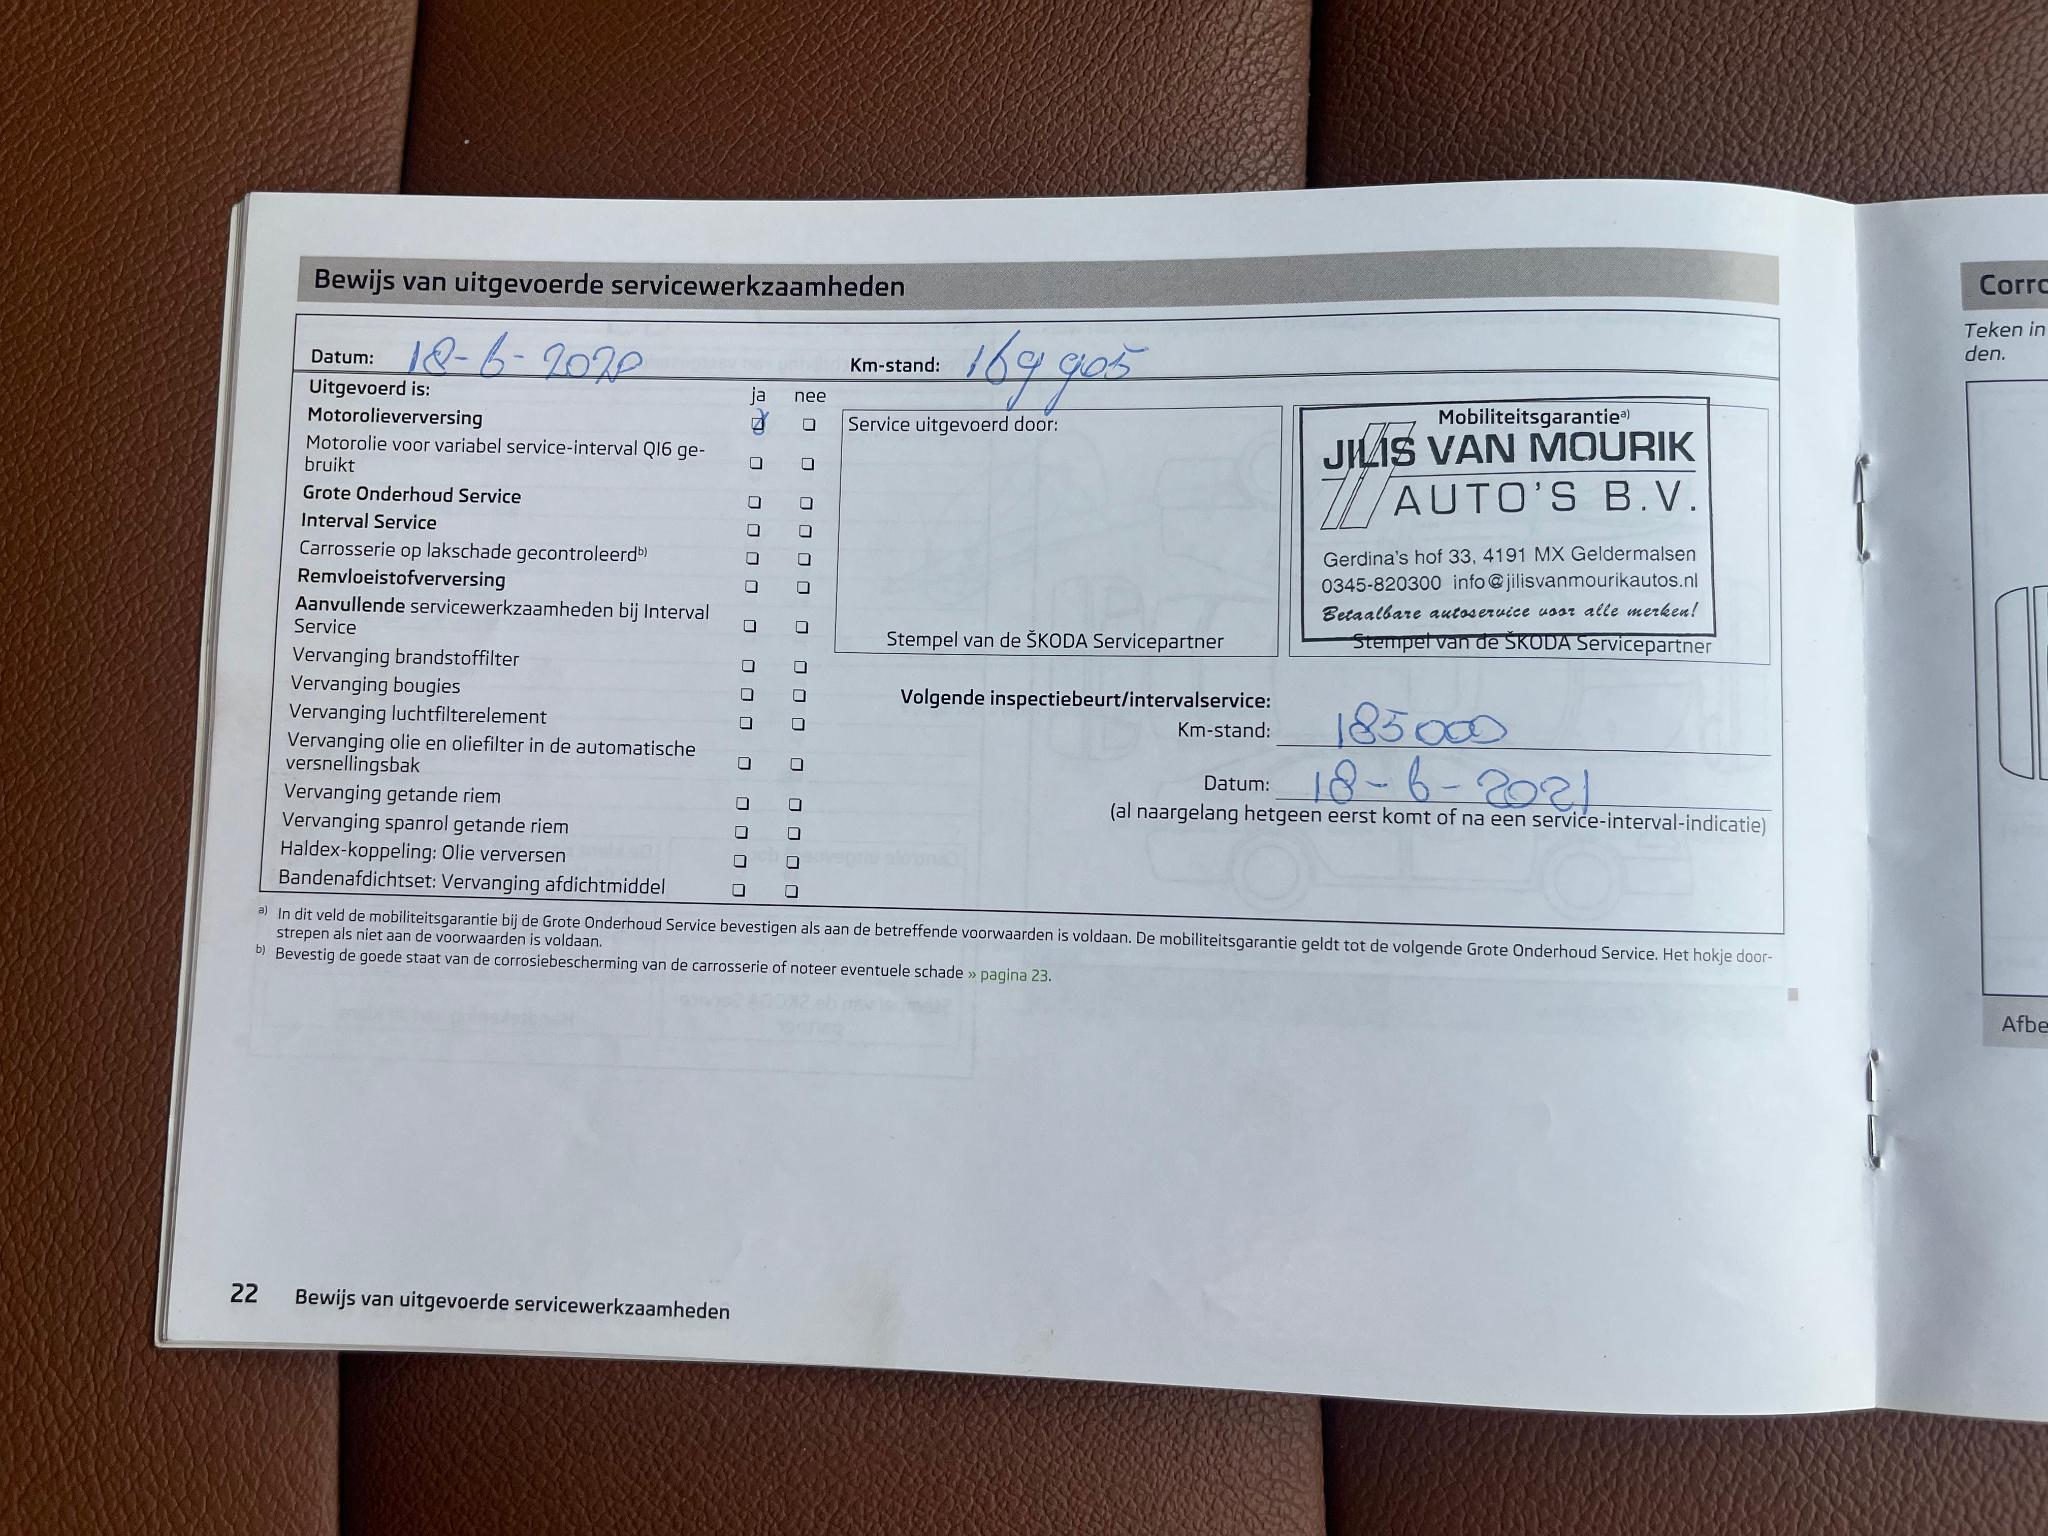 Bewijs van uitgevoerde servicewerkzaamheden
Datum: 18-6-2020 Km-stand: 169905
Uitgevoerd is: ja nee
Motorolieverversing
Motorolie voor variabel service-interval QI6 ge-
bruikt
Grote Onderhoud Service
Interval Service
Carrosserie op lakschade gecontroleerd b)
Remvloeistofverversing
Aanvullende servicewerkzaamheden bij Interval
Service
Vervanging brandstoffilter
Vervanging bougies
Vervanging luchtfilterelement
Vervanging olie en oliefilter in de automatische
versnellingsbak
Vervanging getande riem
Vervanging spanrol getande riem
Haldex-koppeling: Olie verversen
Bandenafdichtset: Vervanging afdichtmiddel
Service uitgevoerd door:
Stempel van de ŠKODA Servicepartner
Mobiliteitsgarantie a)
JILIS VAN MOURIK
AUTO'S B.V.
Gerdina's hof 33, 4191 MX Geldermalsen
0345-820300 info@jilisvanmourikautos.nl
Betaalbare autoservice voor alle merken!
Stempel van de ŠKODA Servicepartner
Volgende inspectiebeurt/intervalservice:
Km-stand: 185000
Datum: 18-6-2021
(al naargelang hetgeen eerst komt of na een service-interval-indicatie)
a) In dit veld de mobiliteitsgarantie bij de Grote Onderhoud Service bevestigen als aan de betreffende voorwaarden is voldaan. De mobiliteitsgarantie geldt tot de volgende Grote Onderhoud Service. Het hokje door-
strepen als niet aan de voorwaarden is voldaan.
b) Bevestig de goede staat van de corrosiebescherming van de carrosserie of noteer eventuele schade » pagina 23.
22 Bewijs van uitgevoerde servicewerkzaamheden
Corro
Teken in
den.
Afbe